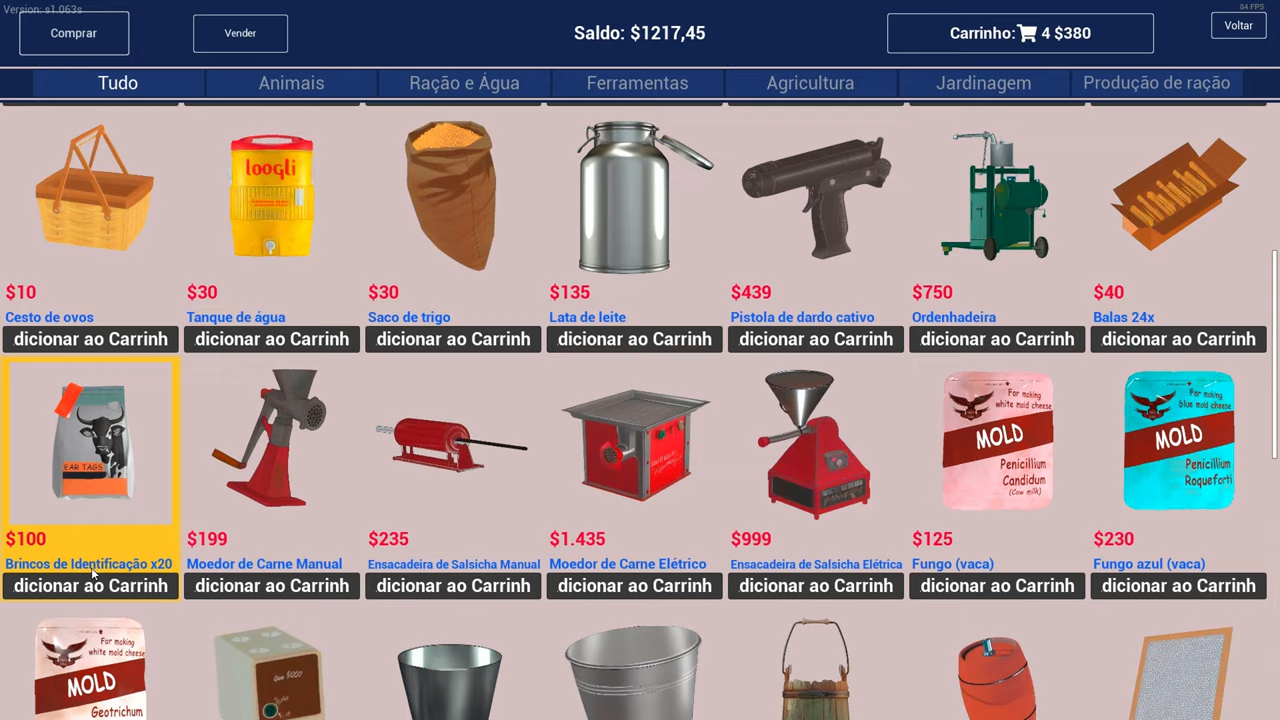 Version: s1.063s
84 FPS
Comprar
Vender
Saldo: $1217,45
Carrinho: 4 $380
Voltar
Tudo
Animais
Ração e Água
Ferramentas
Agricultura
Jardinagem
Produção de ração
looqli
$10
$30
$30
$135
$439
$750
$40
Cesto de ovos
Tanque de água
Saco de trigo
Lata de leite
Pistola de dardo cativo
Ordenhadeira
Balas 24x
dicionar ao Carrinh
dicionar ao Carrinh
dicionar ao Carrinh
dicionar ao Carrinh
dicionar ao Carrinh
dicionar ao Carrinh
dicionar ao Carrinh
EAR TAGS
For making
white mold cheese
MOLD
Penicillium
Candidum
(Cow milk)
For making
blue mold cheese
MOLD
Penicillium
Roqueforti
$100
$199
$235
$1.435
$999
$125
$230
Brincos de Identificação x20
Moedor de Carne Manual
Ensacadeira de Salsicha Manual
Moedor de Carne Elétrico
Ensacadeira de Salsicha Elétrica
Fungo (vaca)
Fungo azul (vaca)
dicionar ao Carrinh
dicionar ao Carrinh
dicionar ao Carrinh
dicionar ao Carrinh
dicionar ao Carrinh
dicionar ao Carrinh
dicionar ao Carrinh
For making
white mold cheese
MOLD
Geotrichum